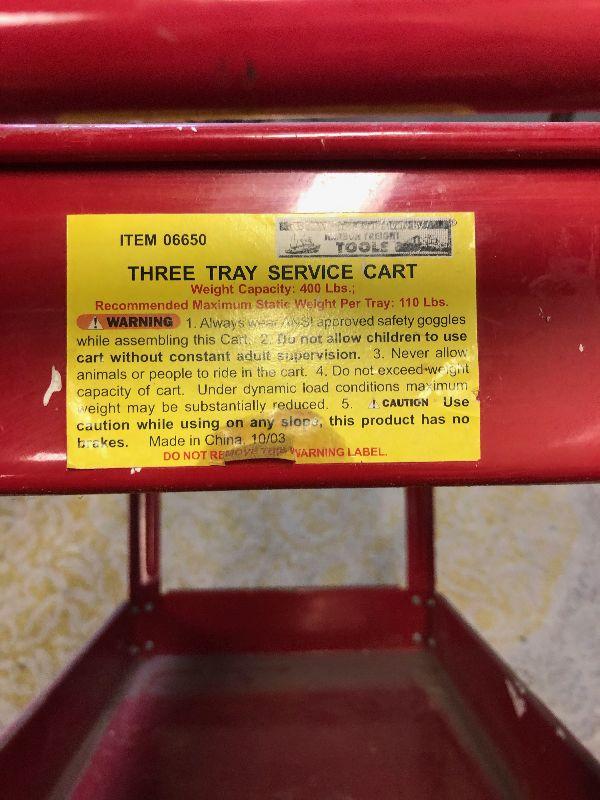 ITEM 06650
HARBOR FREIGHT
TOOLS
THREE TRAY SERVICE CART
Weight Capacity: 400 Lbs.;
Recommended Maximum Static Weight Per Tray: 110 Lbs.
WARNING 1. Always wear ANSI approved safety goggles
while assembling this Cart. 2. Do not allow children to use
cart without constant adult supervision. 3. Never allow
animals or people to ride in the cart. 4. Do not exceed weight
capacity of cart. Under dynamic load conditions maximum
weight may be substantially reduced. 5. CAUTION Use
caution while using on any slope, this product has no
brakes. Made in China 10/03
DO NOT REMOVE THIS WARNING LABEL.